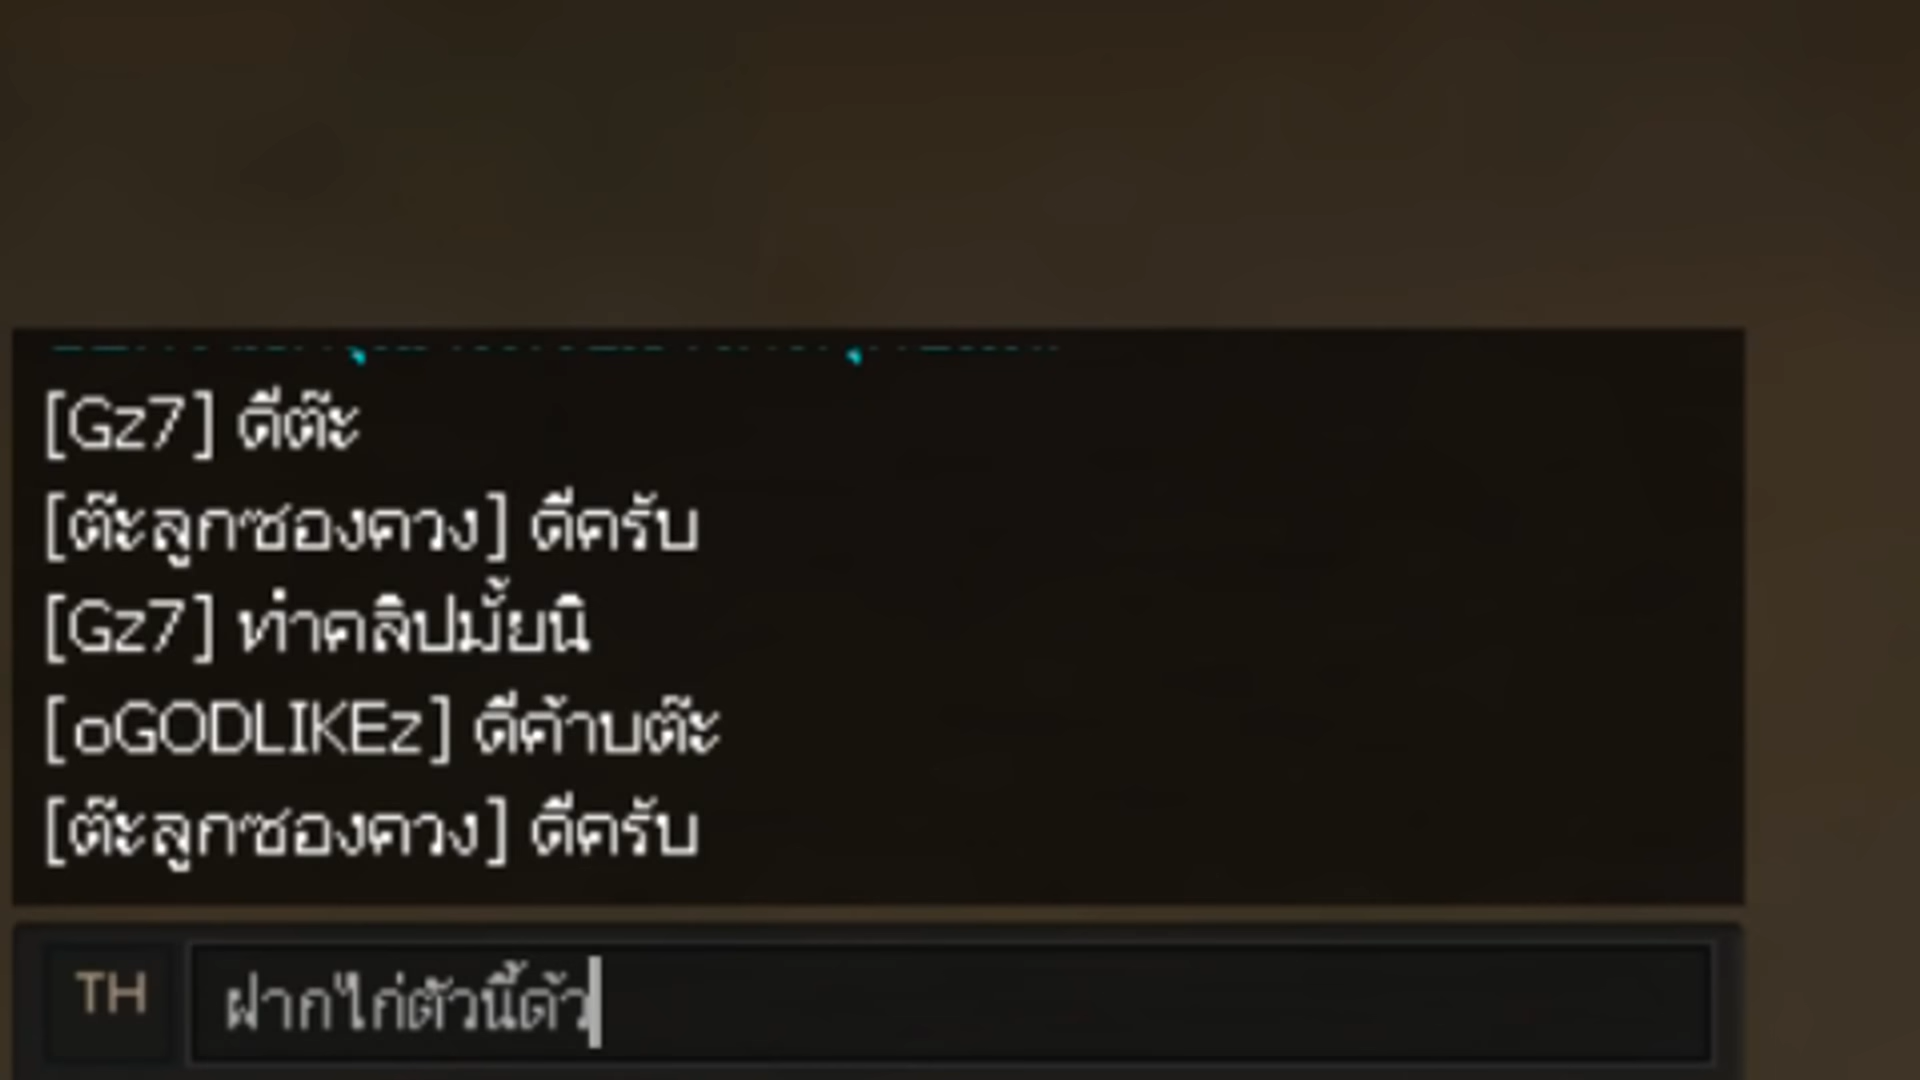 [Gz7] ดีต๊ะ
[ต๊ะลูกซองควง] ดีครับ
[Gz7] ทำคลิปมั้ยนิ
[oGODLIKEz] ดีค้าบต๊ะ
[ต๊ะลูกซองควง] ดีครับ
TH ฝากไก่ตัวนี้ด้ว